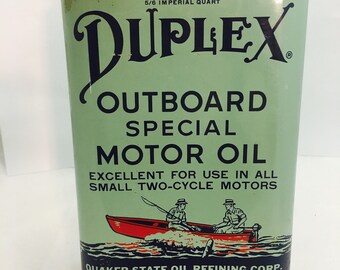 5/6 IMPERIAL QUART
DUPLEX®
OUTBOARD
SPECIAL
MOTOR OIL
EXCELLENT FOR USE IN ALL
SMALL TWO-CYCLE MOTORS
QUAKER STATE OIL REFINING CORP.